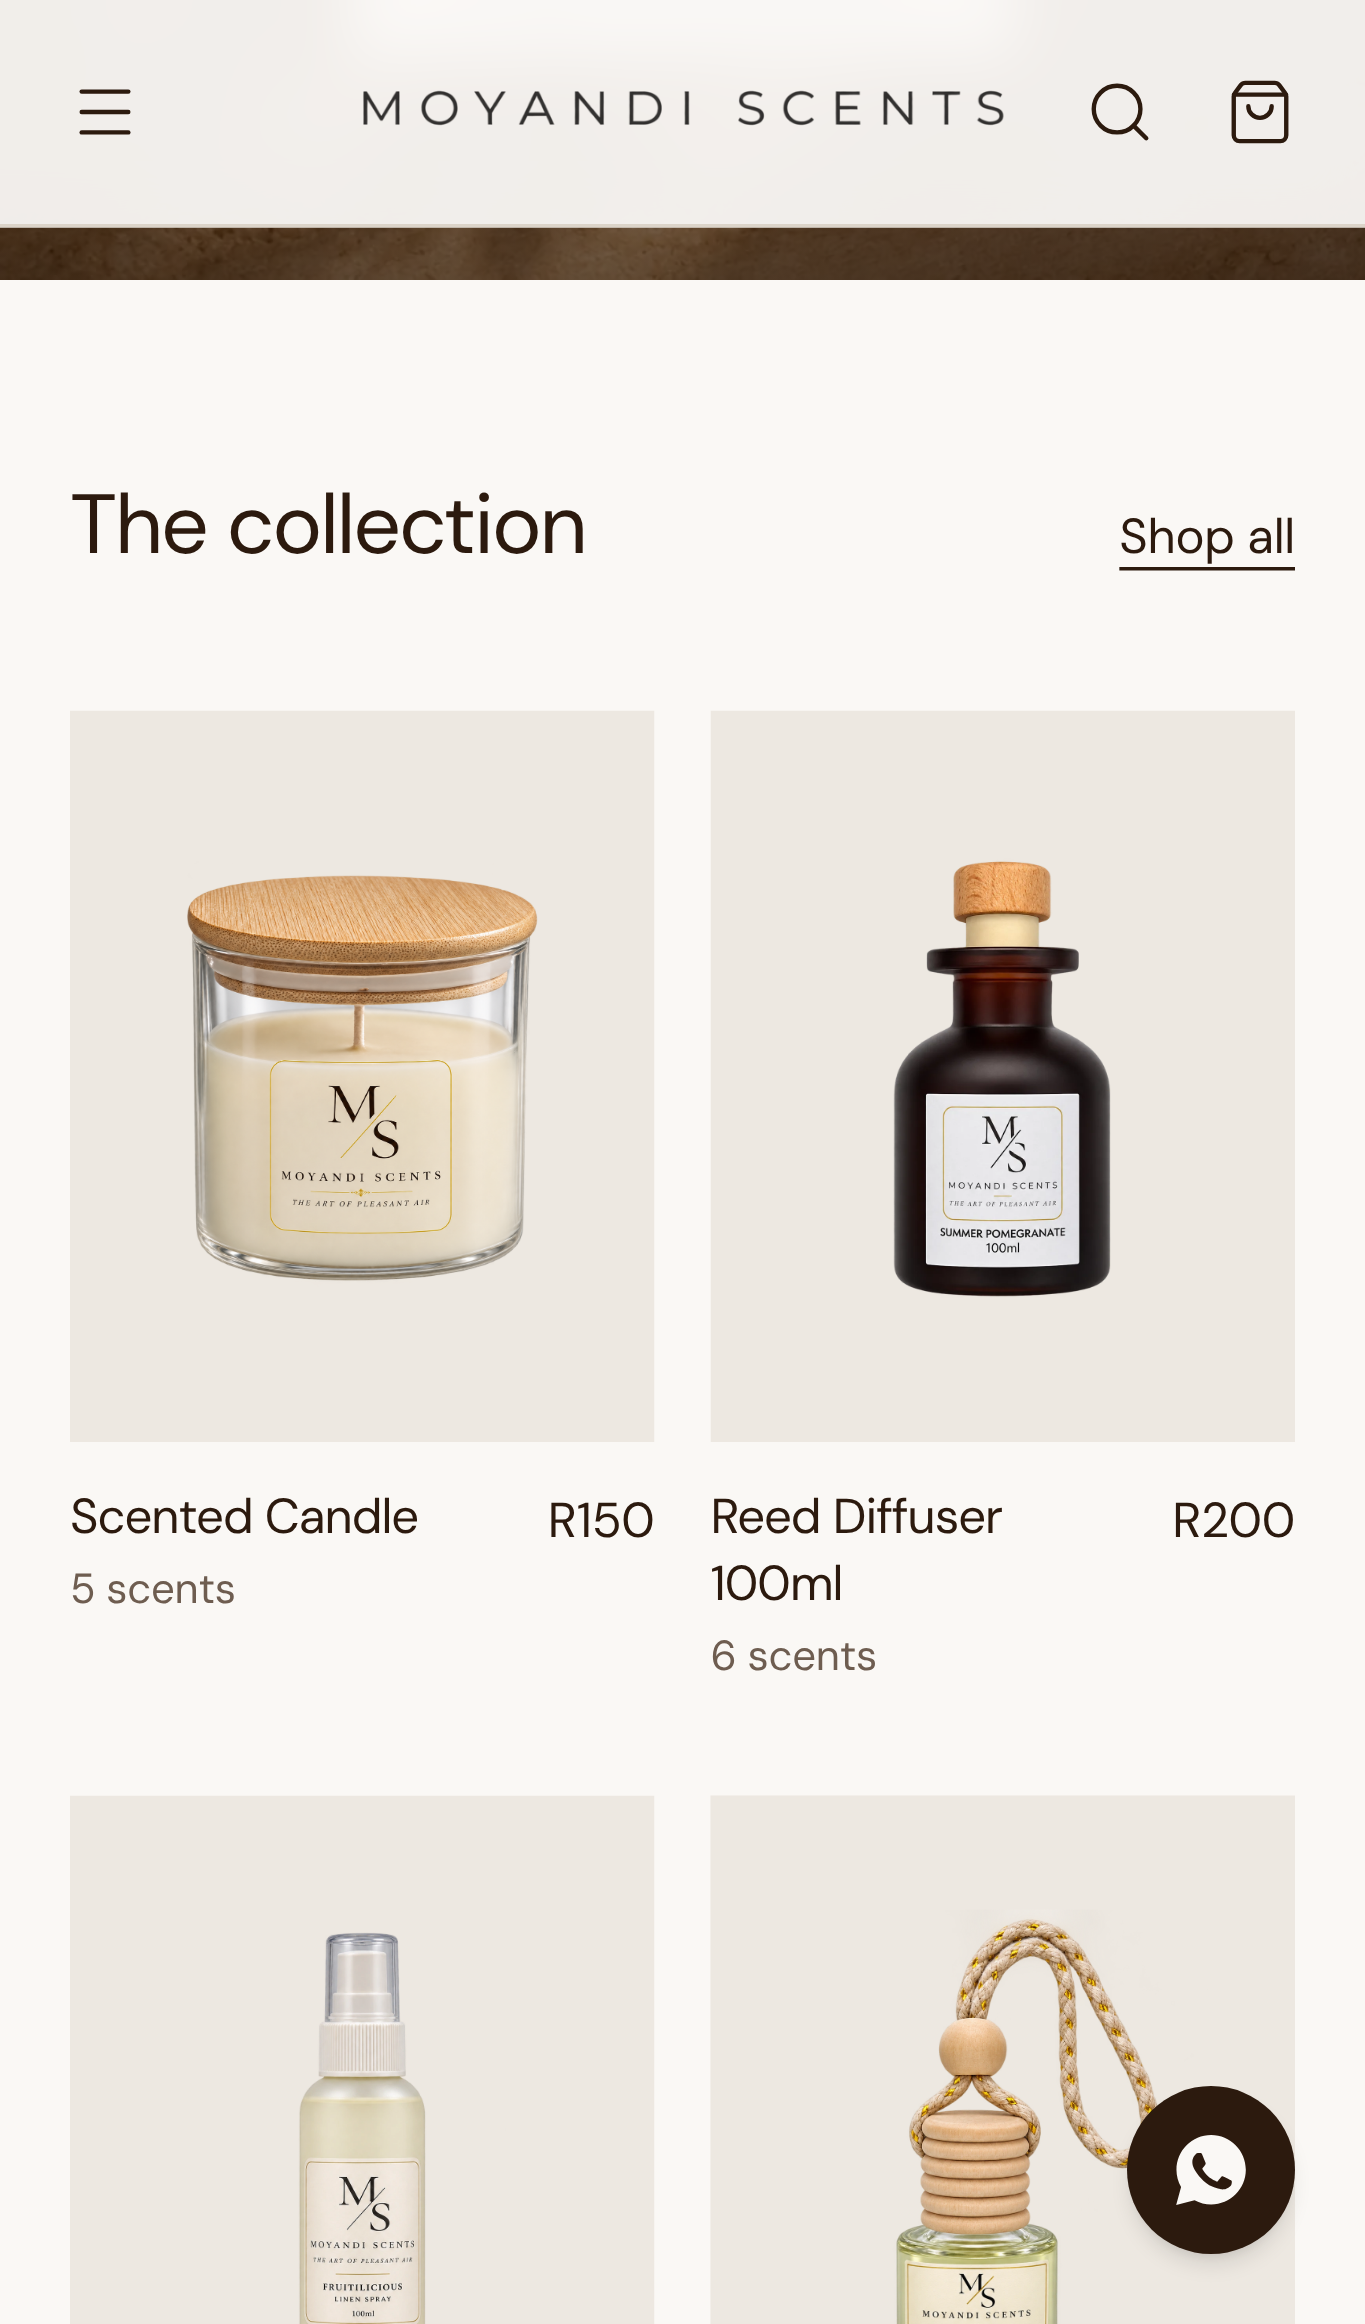 MOYANDI SCENTS
The collection
Shop all
M/S
MOYANDI SCENTS
THE ART OF PLEASANT AIR
M/S
MOYANDI SCENTS
THE ART OF PLEASANT AIR
SUMMER POMEGRANATE
100ml
Scented Candle
R150
5 scents
Reed Diffuser
100ml
R200
6 scents
M/S
MOYANDI SCENTS
THE ART OF PLEASANT AIR
FRUITILICIOUS
LINEN SPRAY
100ml
M/S
MOYANDI SCENTS